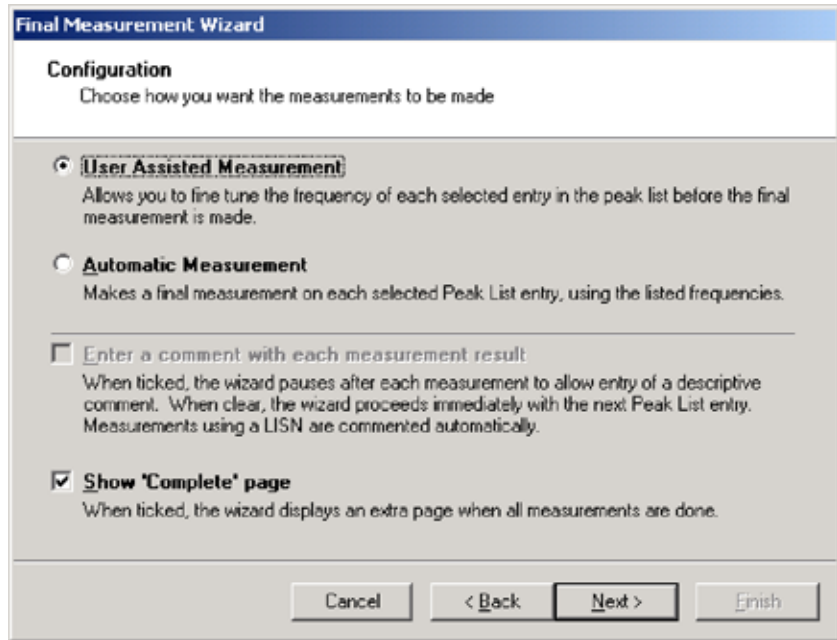 Final Measurement Wizard
Configuration
Choose how you want the measurements to be made
User Assisted Measurement
Allows you to fine tune the frequency of each selected entry in the peak list before the final
measurement is made.
Automatic Measurement
Makes a final measurement on each selected Peak List entry, using the listed frequencies.
Enter a comment with each measurement result
When ticked, the wizard pauses after each measurement to allow entry of a descriptive
comment. When clear, the wizard proceeds immediately with the next Peak List entry.
Measurements using a LISN are commented automatically.
Show 'Complete' page
When ticked, the wizard displays an extra page when all measurements are done.
Cancel
< Back
Next >
Finish